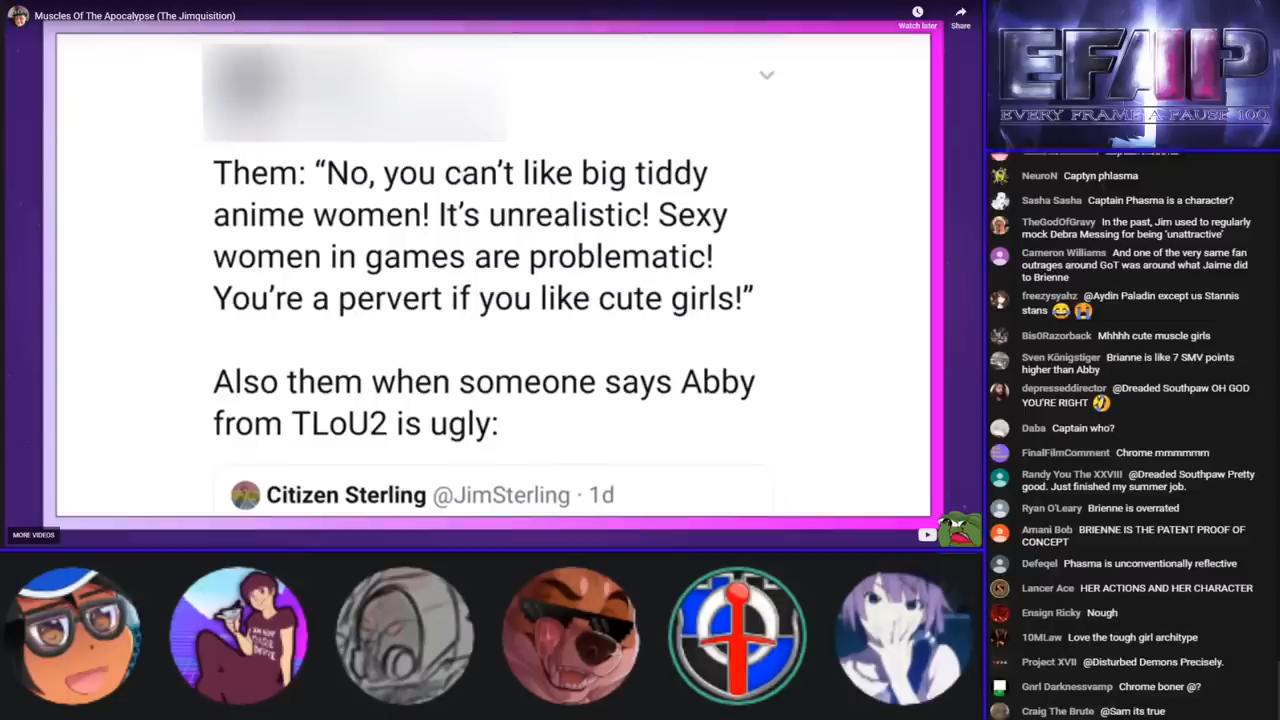 Muscles Of The Apocalypse (The Jimquisition)
Watch later
Share
Them: “No, you can’t like big tiddy
anime women! It’s unrealistic! Sexy
women in games are problematic!
You’re a pervert if you like cute girls!”
Also them when someone says Abby
from TLoU2 is ugly:
Citizen Sterling @JimSterling · 1d
MORE VIDEOS
EFAP
EVERY FRAME A PAUSE 100
NeuroN Captyn phlasma
Sasha Sasha Captain Phasma is a character?
TheGodOfGravy In the past, Jim used to regularly
mock Debra Messing for being 'unattractive'
Cameron Williams And one of the very same fan
outrages around GoT was around what Jaime did
to Brienne
freezysyahz @Aydin Paladin except us Stannis
stans 😂 😭
Bis0Razorback Mhhhh cute muscle girls
Sven Königstiger Brianne is like 7 SMV points
higher than Abby
depresseddirector @Dreaded Southpaw OH GOD
YOU'RE RIGHT 🤣
Daba Captain who?
FinalFilmComment Chrome mmmmmm
Randy You The XXVIII @Dreaded Southpaw Pretty
good. Just finished my summer job.
Ryan O'Leary Brienne is overrated
Amani Bob BRIENNE IS THE PATENT PROOF OF
CONCEPT
Defeqel Phasma is unconventionally reflective
Lancer Ace HER ACTIONS AND HER CHARACTER
Ensign Ricky Nough
10MLaw Love the tough girl architype
Project XVII @Disturbed Demons Precisely.
Gnrl Darknessvamp Chrome boner @?
Craig The Brute @Sam its true